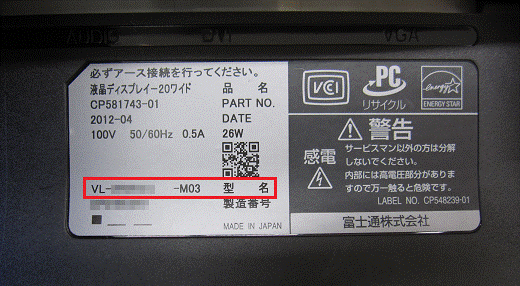 AUDIO DVI VGA
必ずアース接続を行ってください。
液晶ディスプレイー20ワイド 品名
CP581743-01 PART NO.
2012-04 DATE
100V 50/60Hz 0.5A 26W
VL- -M03 型名
製造番号
MADE IN JAPAN
VCI
PC
リサイクル
energy
ENERGY STAR
警告
感電
サービスマン以外の方は分解
しないでください。
内部には高電圧部分がありま
すので万一触ると危険です。
LABEL NO. CP548239-01
富士通株式会社